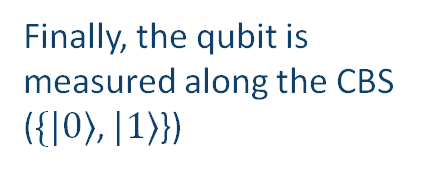 Finally, the qubit is
measured along the CBS
({|0⟩, |1⟩})